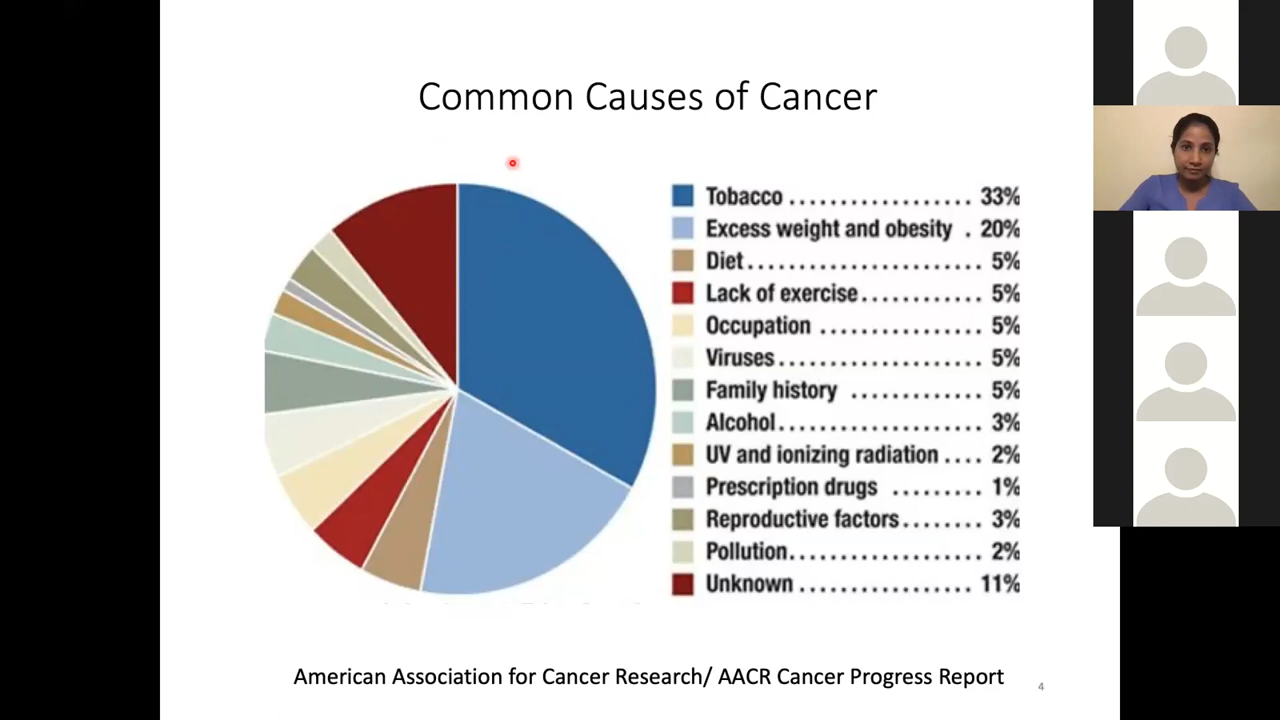 Common Causes of Cancer
Tobacco .................. 33%
Excess weight and obesity . 20%
Diet...................... 5%
Lack of exercise........... 5%
Occupation ............... 5%
Viruses................... 5%
Family history ............ 5%
Alcohol................... 3%
UV and ionizing radiation .... 2%
Prescription drugs ......... 1%
Reproductive factors........ 3%
Pollution.................. 2%
Unknown ................. 11%
American Association for Cancer Research/ AACR Cancer Progress Report
4